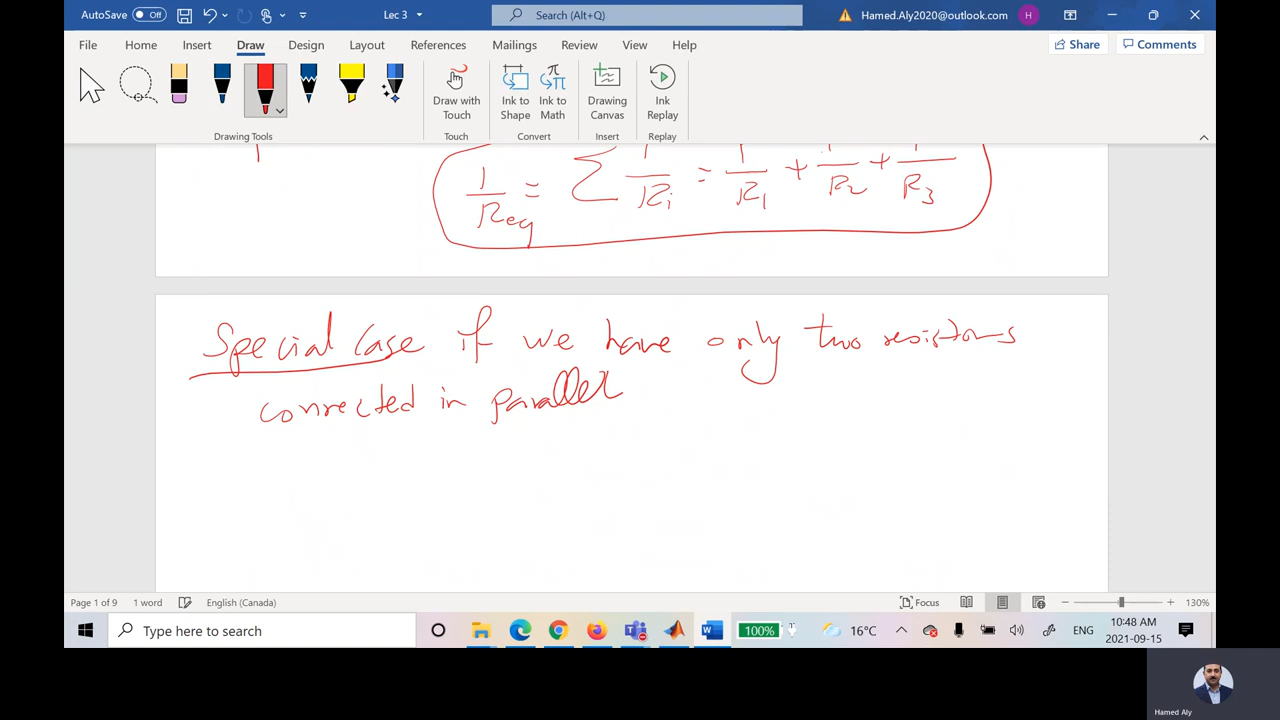 AutoSave Off
Lec 3
Search (Alt+Q)
Hamed.Aly2020@outlook.com
H
File Home Insert Draw Design Layout References Mailings Review View Help
Share
Comments
Draw with Touch
Ink to Shape
Ink to Math
Drawing Canvas
Ink Replay
Drawing Tools
Touch
Convert
Insert
Replay
1/Req = Σ 1/Ri = 1/R1 + 1/R2 + 1/R3
Special Case if we have only two resistors
connected in parallel
Page 1 of 9
1 word
English (Canada)
Focus
130%
Type here to search
100%
16°C
ENG
10:48 AM
2021-09-15
Hamed Aly